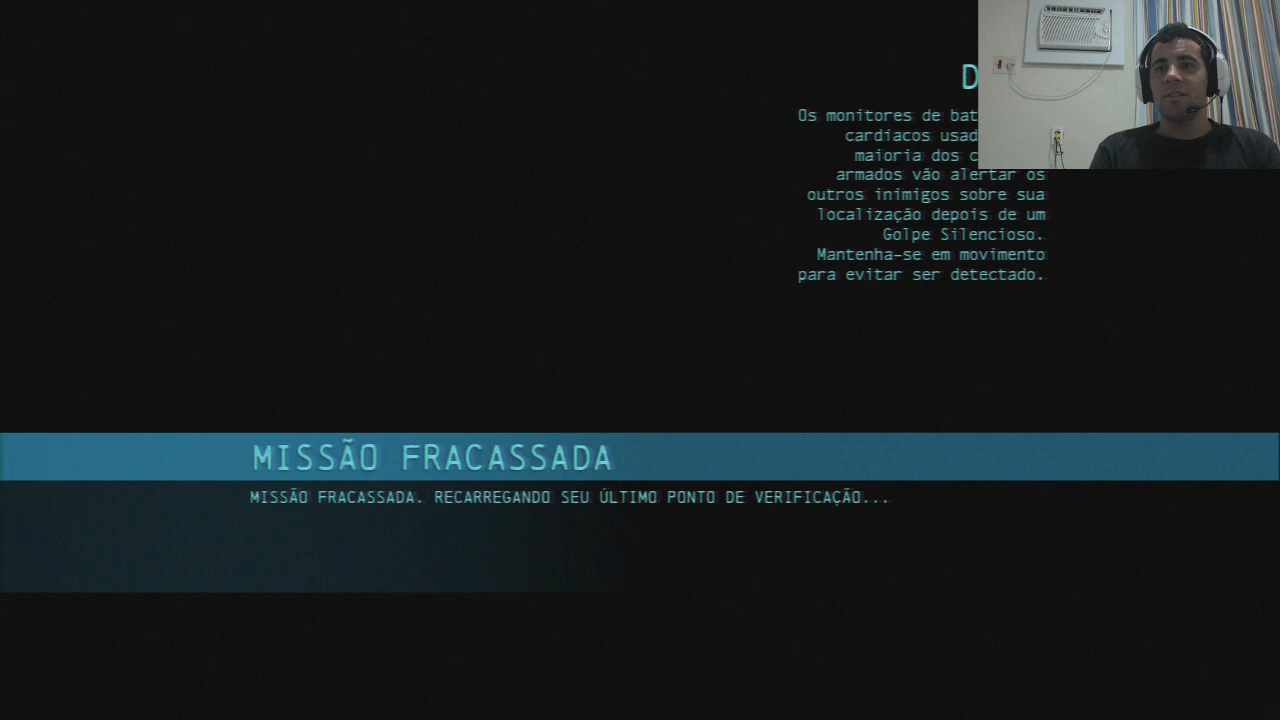 Os monitores de
cardíacos
maioria dos
armados vão alertar os
outros inimigos sobre sua
localização depois de um
Golpe Silencioso.
Mantenha-se em movimento
para evitar ser detectado.
MISSÃO FRACASSADA
MISSÃO FRACASSADA. RECARREGANDO SEU ÚLTIMO PONTO DE VERIFICAÇÃO...